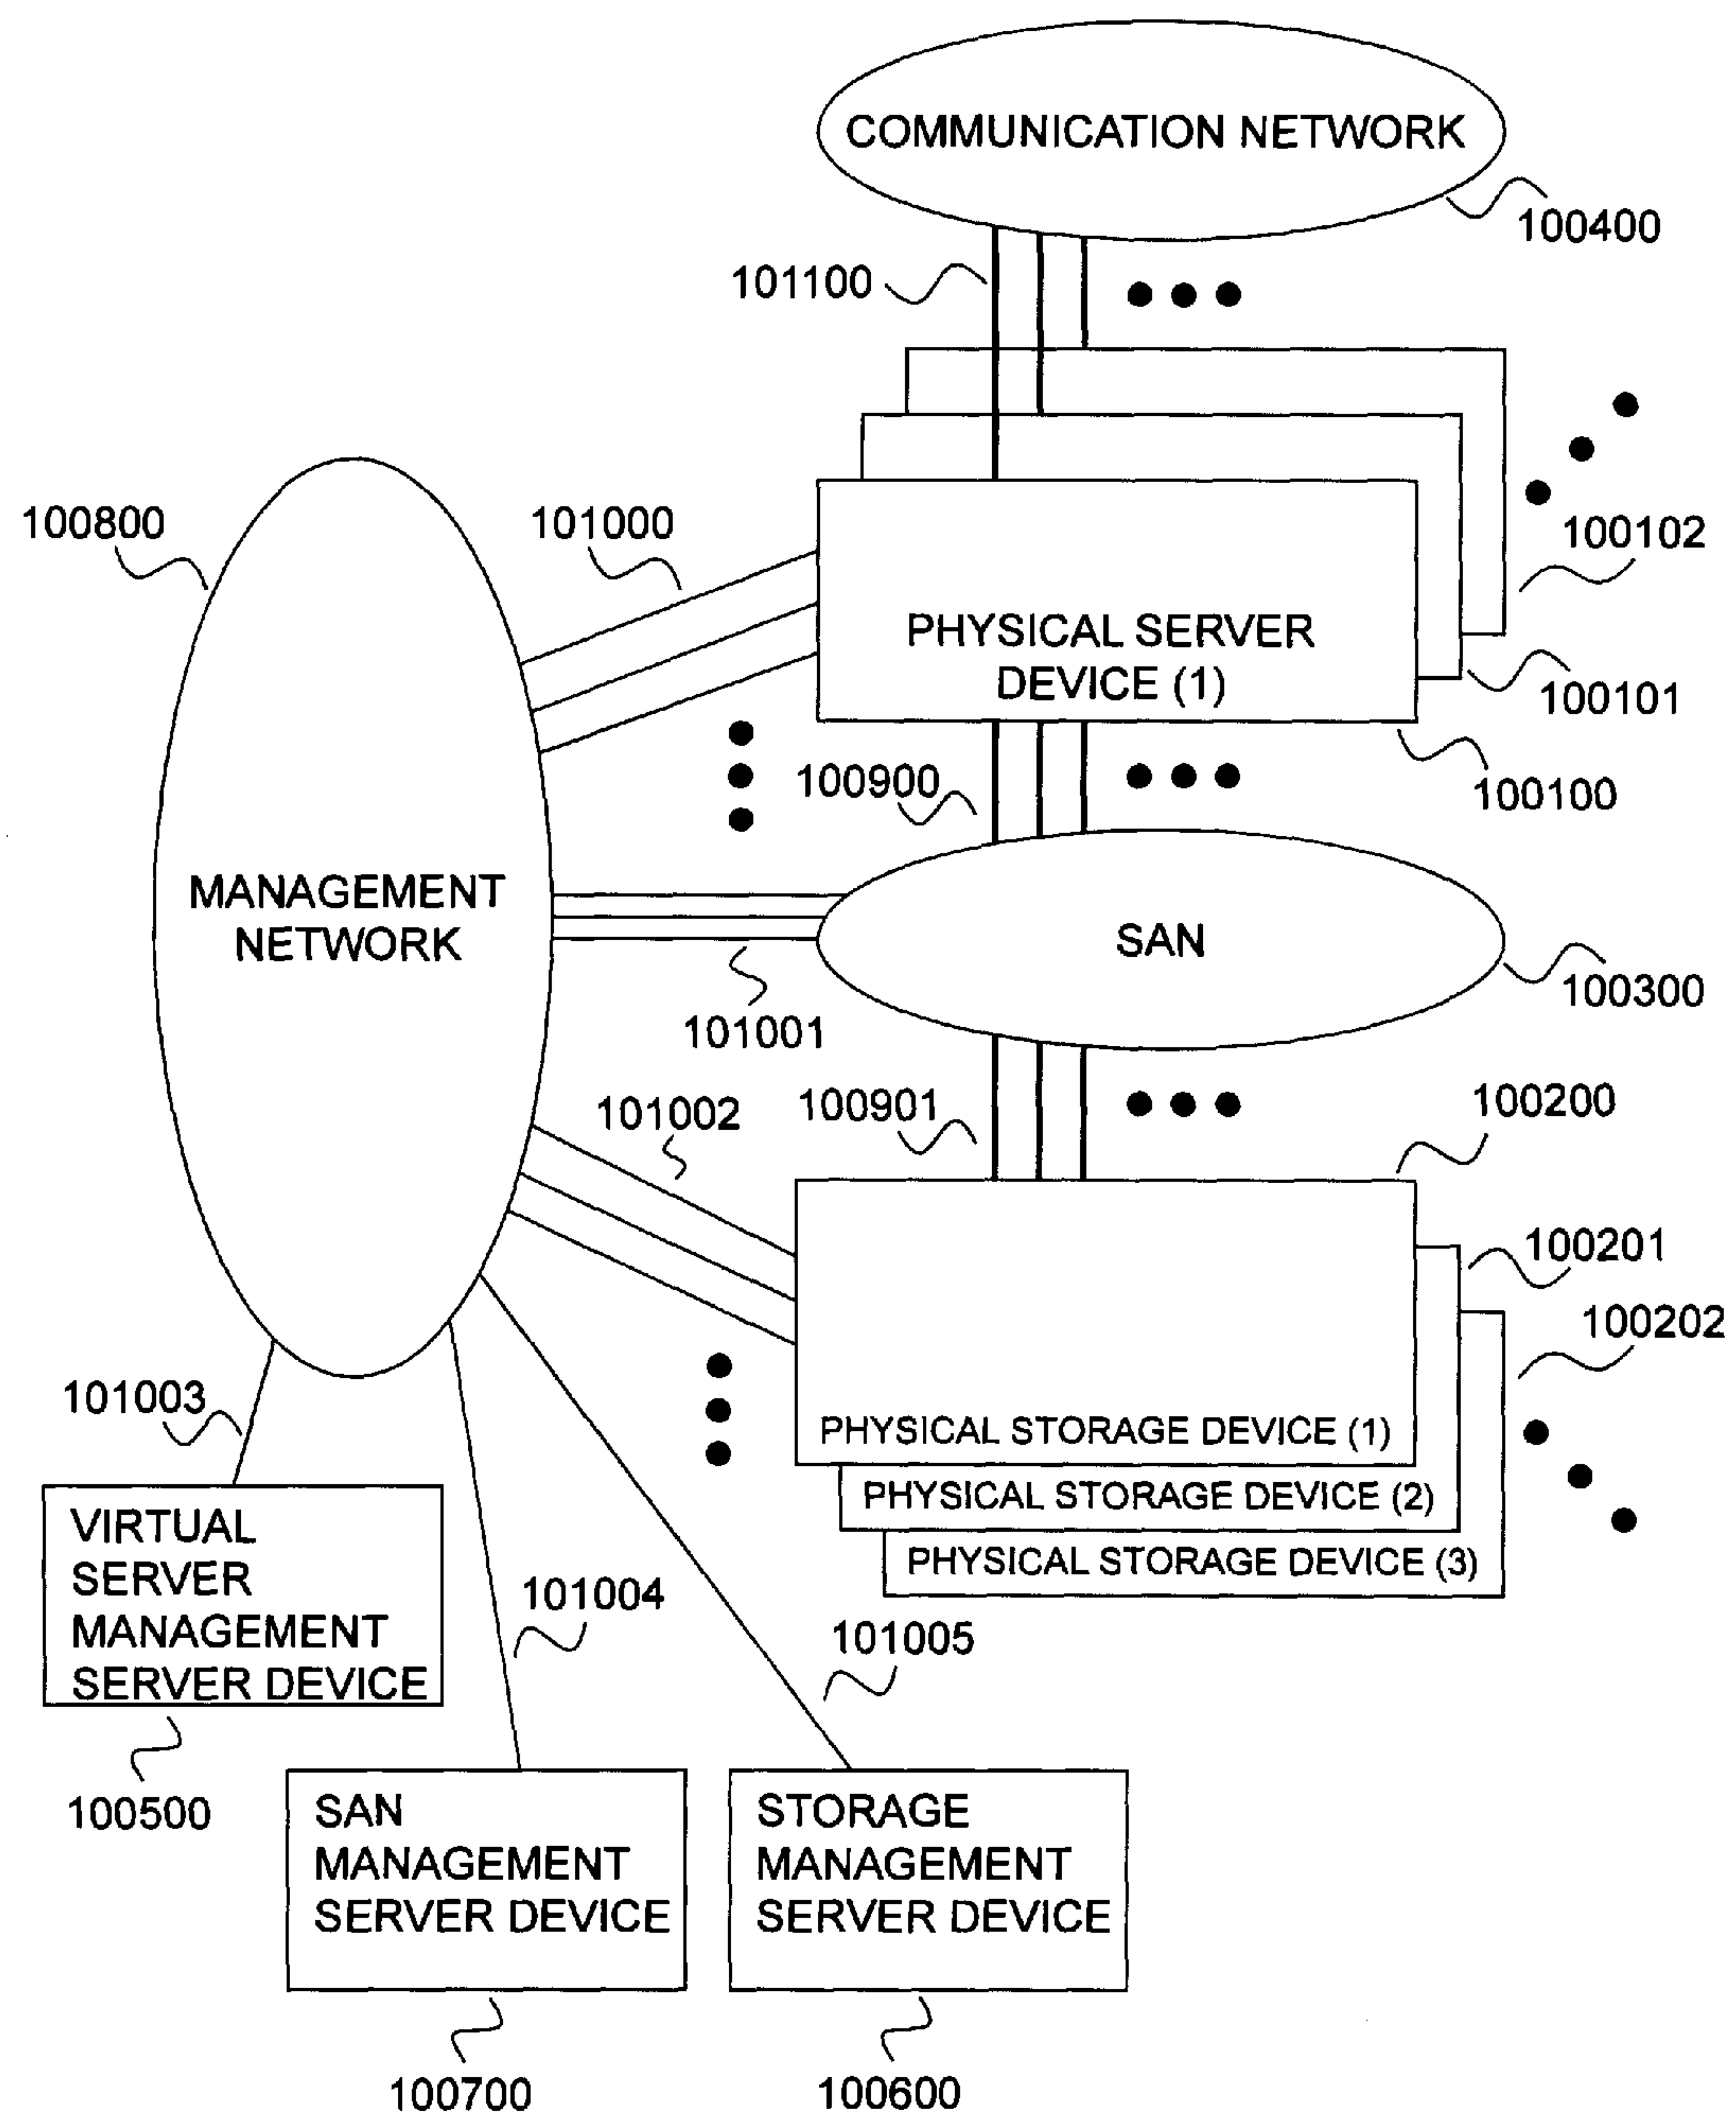 COMMUNICATION NETWORK
100400
101100
100800
101000
100102
PHYSICAL SERVER
DEVICE (1)
100101
100900
100100
MANAGEMENT
NETWORK
SAN
100300
101001
101002
100901
100200
100201
100202
101003
PHYSICAL STORAGE DEVICE (1)
PHYSICAL STORAGE DEVICE (2)
PHYSICAL STORAGE DEVICE (3)
VIRTUAL
SERVER
MANAGEMENT
SERVER DEVICE
101004
101005
100500
SAN
MANAGEMENT
SERVER DEVICE
STORAGE
MANAGEMENT
SERVER DEVICE
100700
100600